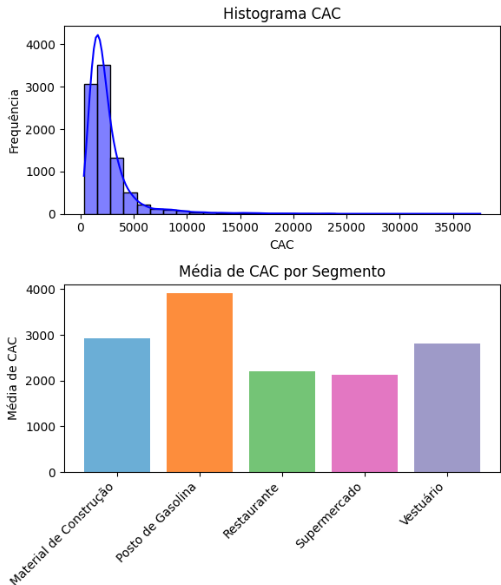 Histograma CAC
4000
3000
2000
1000
0
Frequência
0 5000 10000 15000 20000 25000 30000 35000
CAC
Média de CAC por Segmento
4000
3000
2000
1000
0
Média de CAC
Material de Construção
Posto de Gasolina
Restaurante
Supermercado
Vestuário